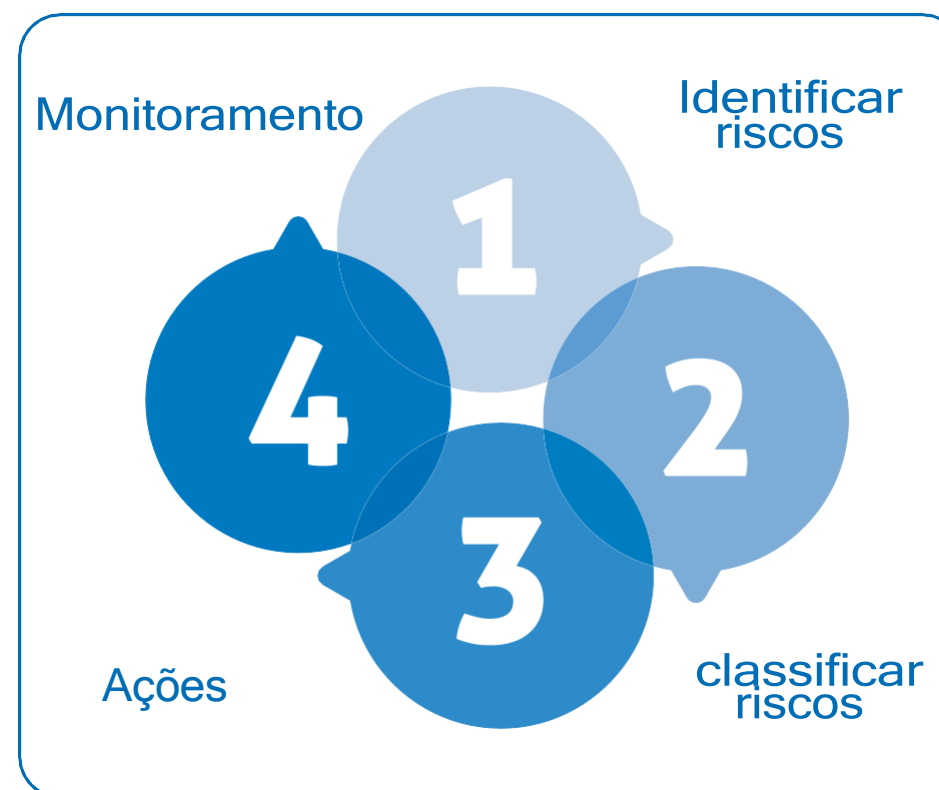 Monitoramento
Identificar
riscos
1
4
2
3
Ações
classificar
riscos